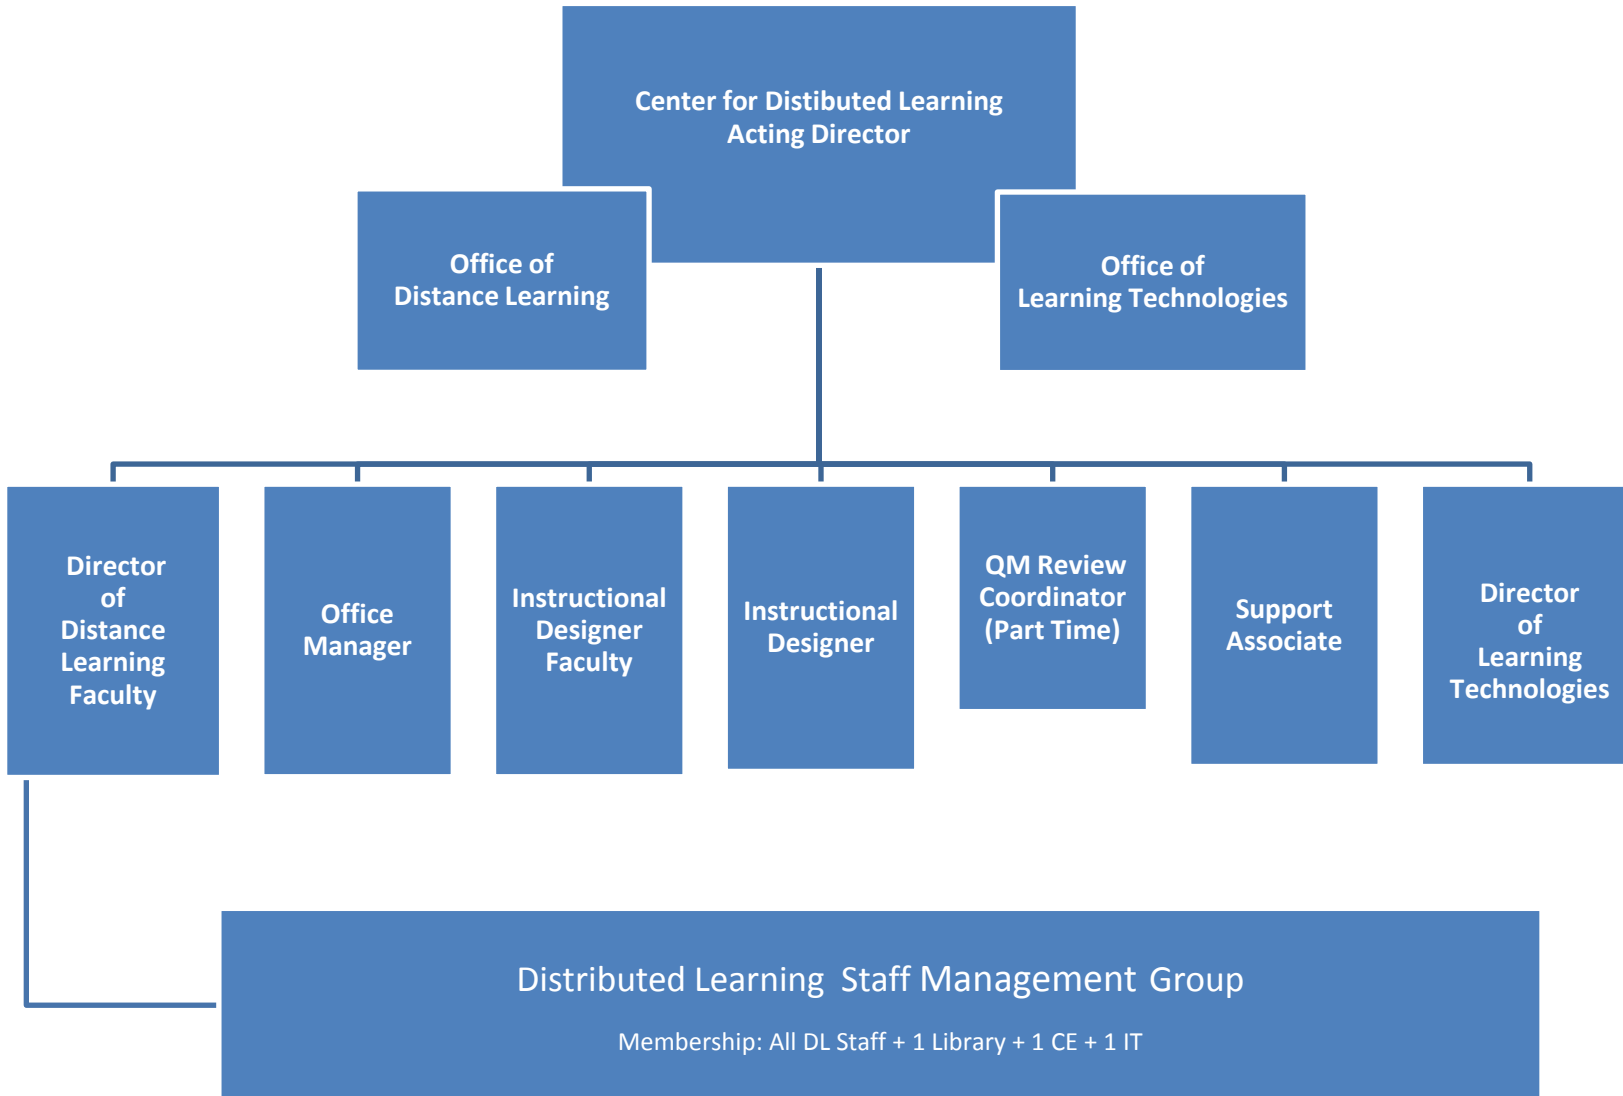 Center for Distibuted Learning
Acting Director
Office of
Distance Learning
Office of
Learning Technologies
Director
of
Distance
Learning
Faculty
Office
Manager
Instructional
Designer
Faculty
Instructional
Designer
QM Review
Coordinator
(Part Time)
Support
Associate
Director
of
Learning
Technologies
Distributed Learning Staff Management Group
Membership: All DL Staff + 1 Library + 1 CE + 1 IT